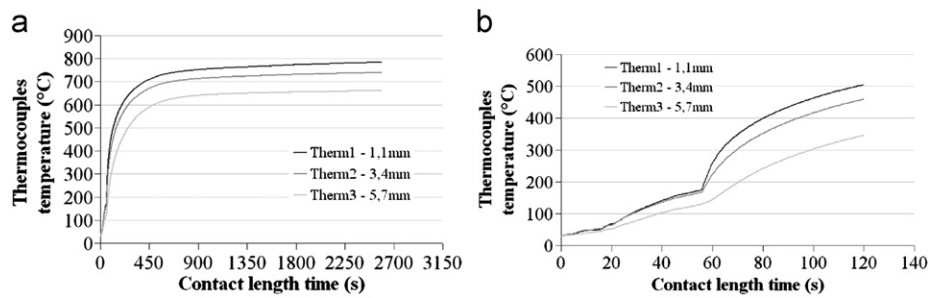 a
900
800
700
600
500
400
300
200
100
0
Thermocouples
temperature (°C)
Therm1 - 1,1mm
Therm2 - 3,4mm
Therm3 - 5,7mm
0 450 900 1350 1800 2250 2700 3150
Contact length time (s)
b
600
500
400
300
200
100
0
Thermocouples
temperature (°C)
Therm1 - 1,1mm
Therm2 - 3,4mm
Therm3 - 5,7mm
0 20 40 60 80 100 120 140
Contact length time (s)